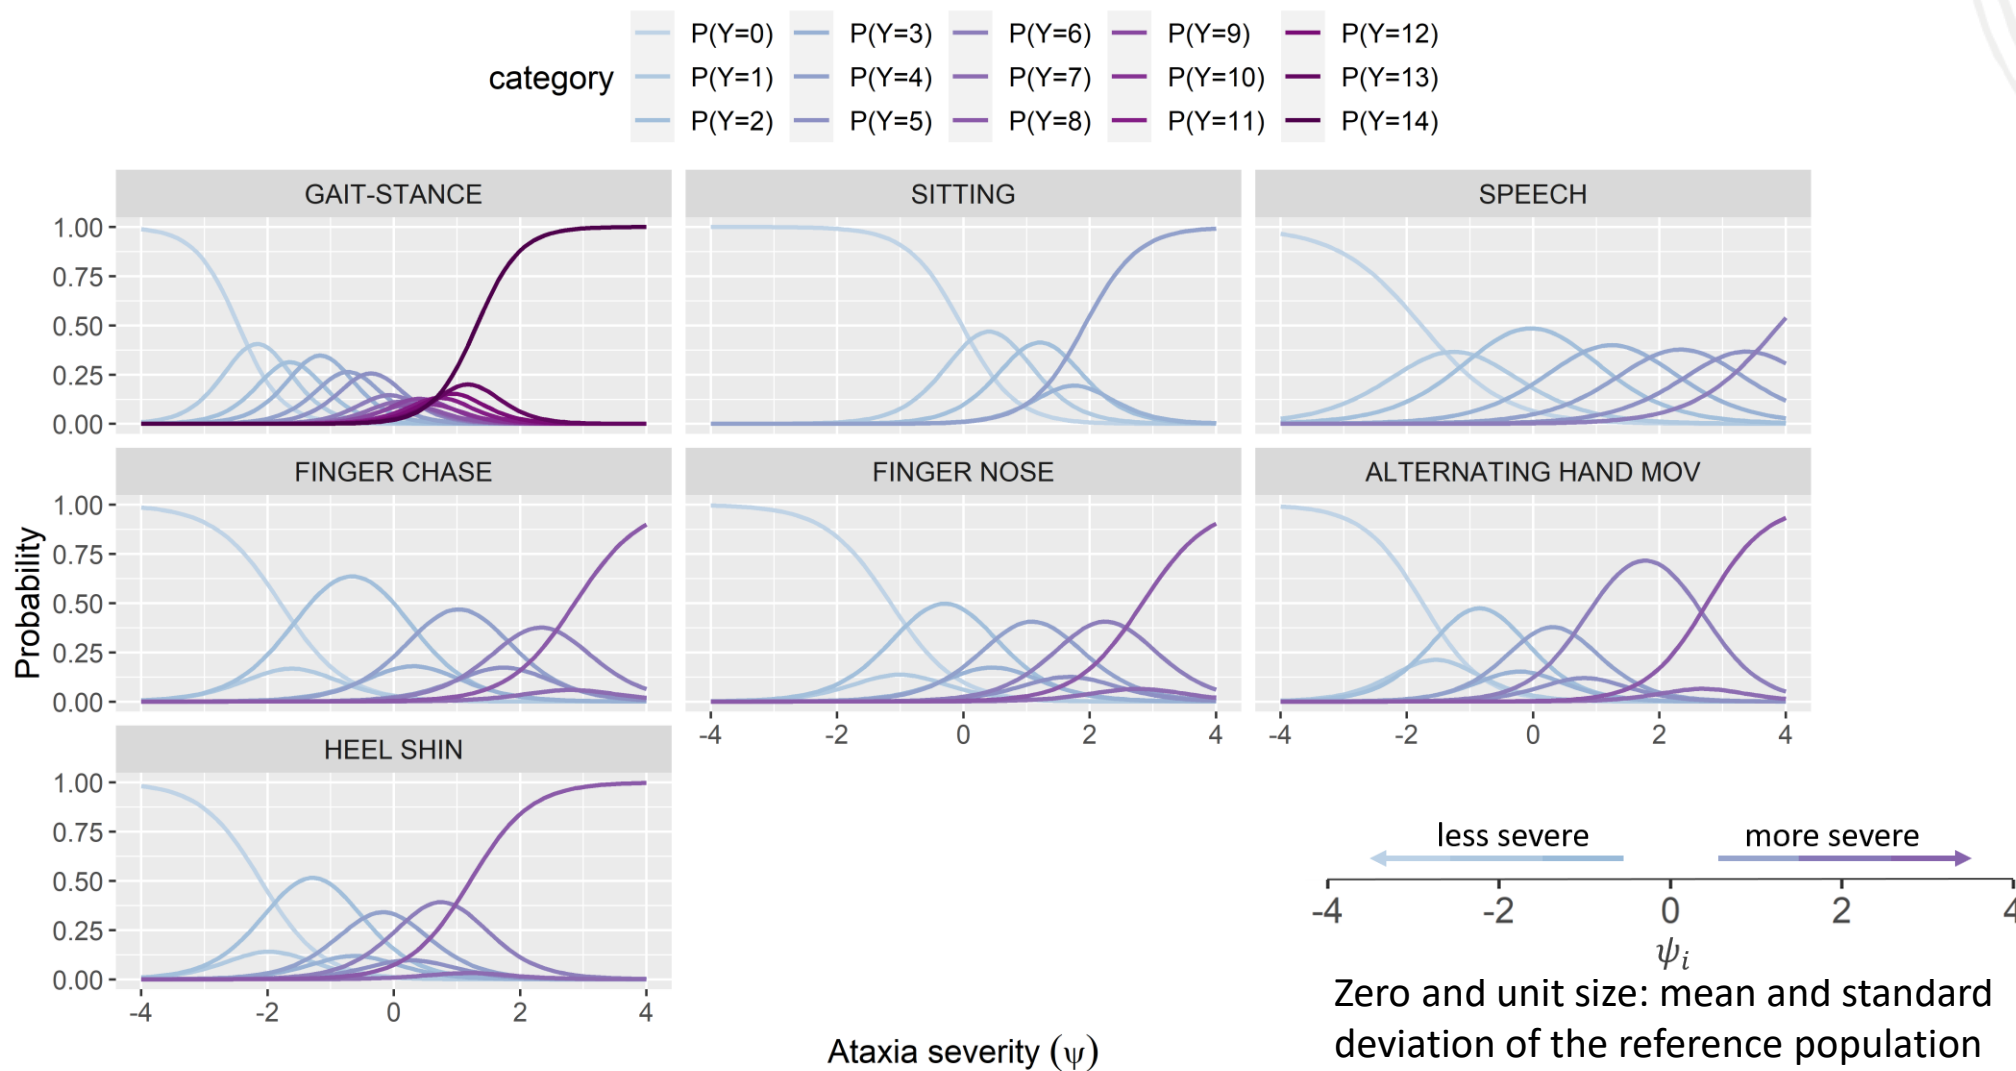 category
P(Y=0) P(Y=3) P(Y=6) P(Y=9) P(Y=12)
P(Y=1) P(Y=4) P(Y=7) P(Y=10) P(Y=13)
P(Y=2) P(Y=5) P(Y=8) P(Y=11) P(Y=14)
GAIT-STANCE SITTING SPEECH
1.00
0.75
0.50
0.25
0.00
FINGER CHASE FINGER NOSE ALTERNATING HAND MOV
1.00
0.75
0.50
0.25
0.00
-4 -2 0 2 4 -4 -2 0 2 4
HEEL SHIN
1.00
0.75
0.50
0.25
0.00
-4 -2 0 2 4
Probability
Ataxia severity (ψ)
less severe more severe
-4 -2 0 2 4
ψi
Zero and unit size: mean and standard
deviation of the reference population